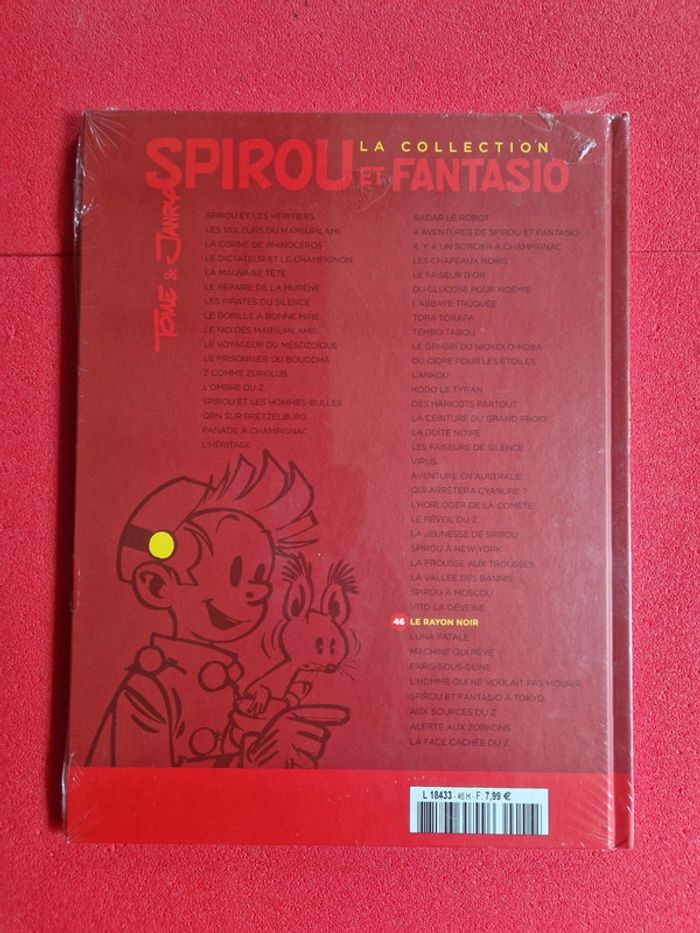 LA COLLECTION
SPIROU ET FANTASIO
TOME & JANRY
SPIROU ET LES HÉRITIERS
LES VOLEURS DU MARSUPILAMI
LA CORNE DE RHINOCÉROS
LE DICTATEUR ET LE CHAMPIGNON
LA MAUVAISE TÊTE
LE REPAIRE DE LA MURÈNE
LES PIRATES DU SILENCE
LE GORILLE A BONNE MINE
LE NID DES MARSUPILAMIS
LE VOYAGEUR DU MÉSOZOÏQUE
LE PRISONNIER DU BOUDDHA
Z COMME ZORGLUB
L'OMBRE DU Z
SPIROU ET LES HOMMES-BULLES
QRN SUR BRETZELBURG
PANADE À CHAMPIGNAC
L'HÉRITAGE
RADAR LE ROBOT
4 AVENTURES DE SPIROU ET FANTASIO
IL Y A UN SORCIER À CHAMPIGNAC
LES CHAPEAUX NOIRS
LE FAISEUR D'OR
DU GLUCOSE POUR NOÉMIE
L'ABBAYE TRUQUÉE
TORA TORAPA
TEMBO TABOU
LE GRI-GRI DU NIOKOLO-KOBA
DU CIDRE POUR LES ÉTOILES
L'ANKOU
KODO LE TYRAN
DES HARICOTS PARTOUT
LA CEINTURE DU GRAND FROID
LA BOÎTE NOIRE
LES FAISEURS DE SILENCE
VIRUS
AVENTURE EN AUSTRALIE
QUI ARRÊTERA CYANURE ?
L'HORLOGER DE LA COMÈTE
LE RÉVEIL DU Z
LA JEUNESSE DE SPIROU
SPIROU À NEW YORK
LA FROUSSE AUX TROUSSES
LA VALLÉE DES BANNIS
SPIROU À MOSCOU
VITO LA DÉVEINE
46 LE RAYON NOIR
LUNA FATALE
MACHINE QUI RÊVE
PARIS-SOUS-SEINE
L'HOMME QUI NE VOULAIT PAS MOURIR
SPIROU ET FANTASIO À TOKYO
AUX SOURCES DU Z
ALERTE AUX ZORKONS
LA FACE CACHÉE DU Z
L 18433 - 46 H - F: 7,99 €